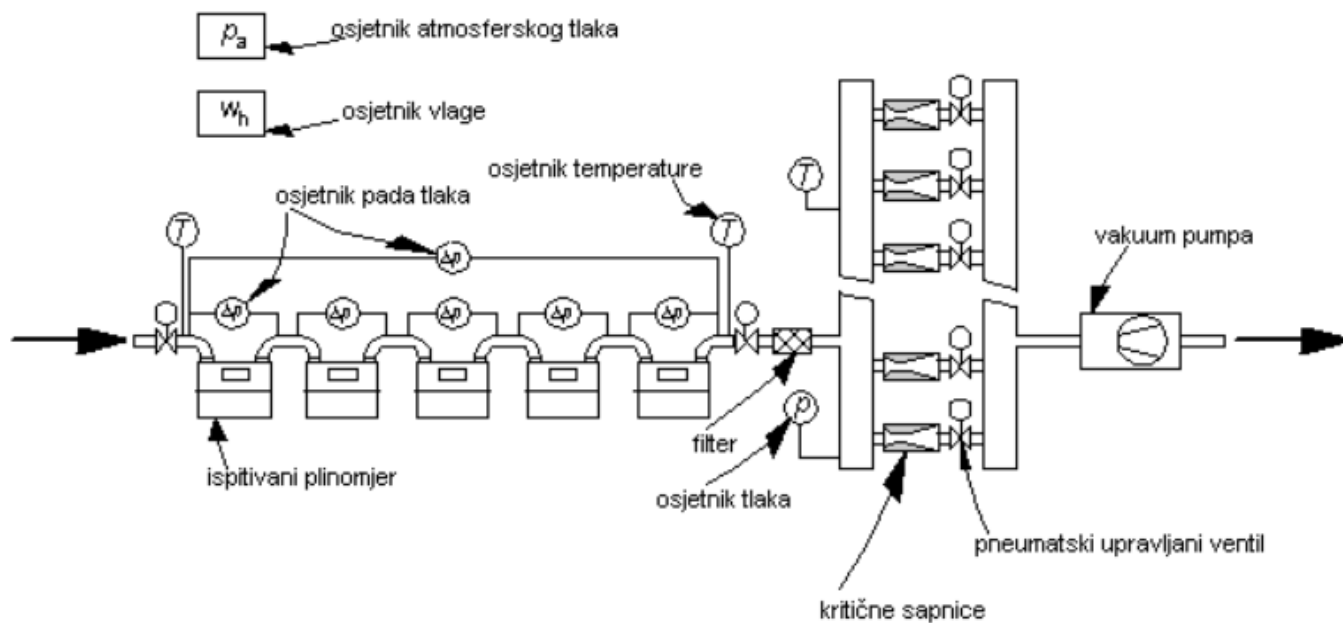 pa
osjetnik atmosferskog tlaka
Wh
osjetnik vlage
osjetnik temperature
osjetnik pada tlaka
T
T
T
Δp
vakuum pumpa
Δp
Δp
Δp
Δp
Δp
p
filter
ispitivani plinomjer
osjetnik tlaka
pneumatski upravljani ventil
kritične sapnice